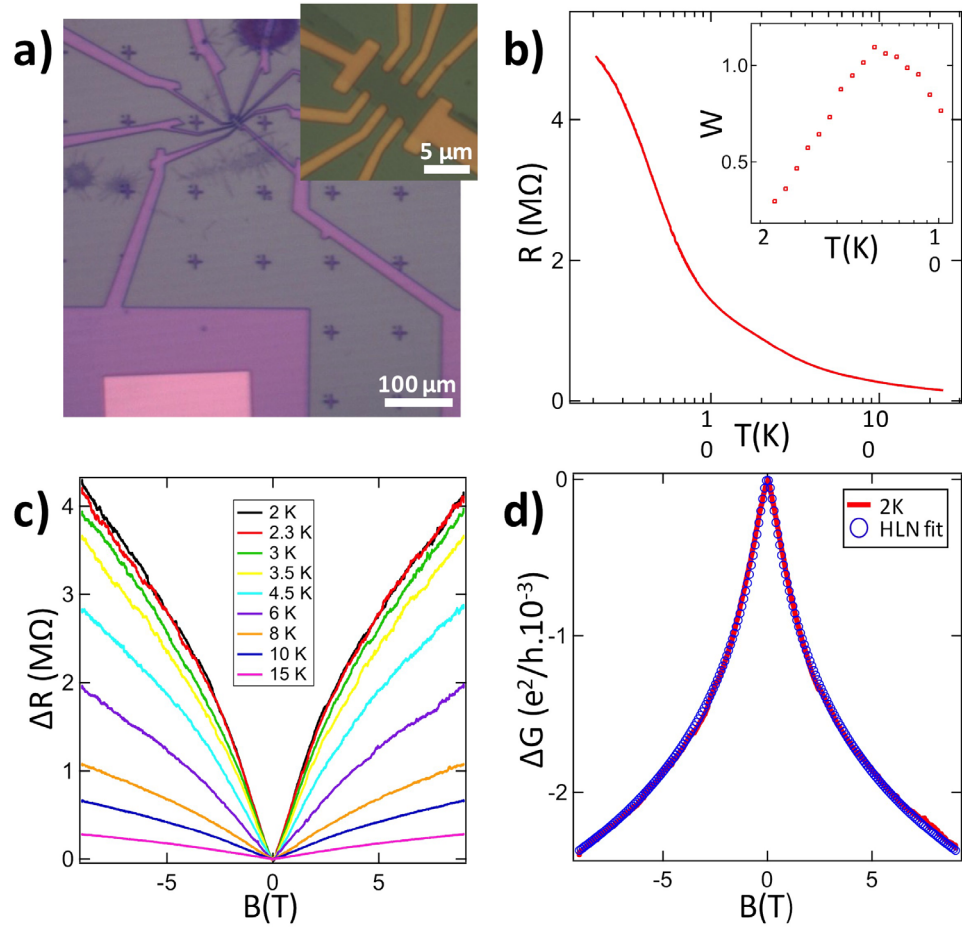 a)
5 μm
100 μm
b)
R (MΩ)
4
2
0
1
0
10
0
T(K)
W
1.0
0.5
2
1
0
T(K)
c)
ΔR (MΩ)
4
3
2
1
0
-5
0
5
B(T)
2 K
2.3 K
3 K
3.5 K
4.5 K
6 K
8 K
10 K
15 K
d)
ΔG (e²/h.10⁻³)
0
-1
-2
-5
0
5
B(T)
2K
HLN fit